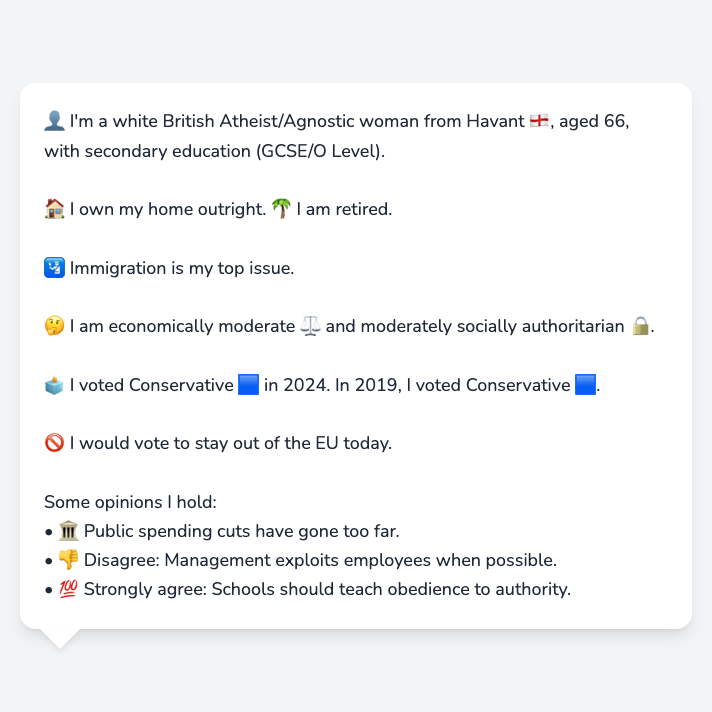 👤 I'm a white British Atheist/Agnostic woman from Havant 🏴󠁧󠁢󠁥󠁮󠁧󠁿, aged 66,
with secondary education (GCSE/O Level).
🏠 I own my home outright. 🌴 I am retired.
🛂 Immigration is my top issue.
🤔 I am economically moderate ⚖️ and moderately socially authoritarian 🔒.
🗳️ I voted Conservative 🟦 in 2024. In 2019, I voted Conservative 🟦.
🚫 I would vote to stay out of the EU today.
Some opinions I hold:
• 🏛️ Public spending cuts have gone too far.
• 👎 Disagree: Management exploits employees when possible.
• 💯 Strongly agree: Schools should teach obedience to authority.